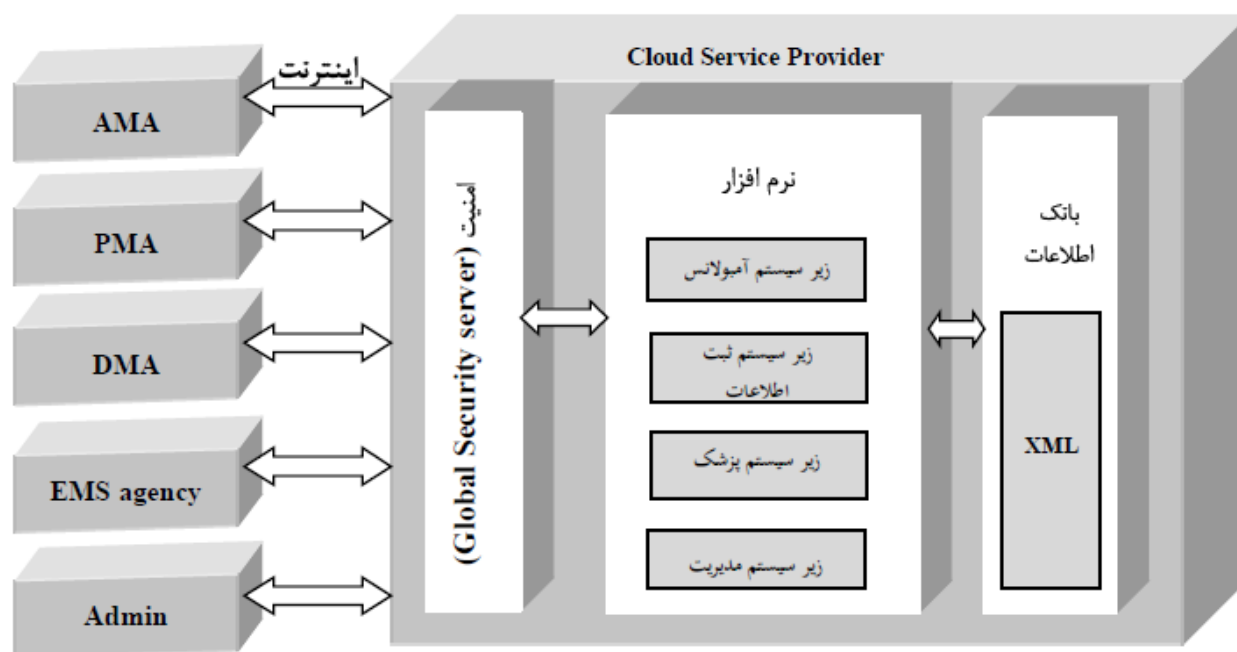 Cloud Service Provider
اینترنت
AMA
PMA
DMA
EMS agency
Admin
امنیت (Global Security server)
نرم افزار
زیر سیستم آمبولانس
زیر سیستم ثبت
اطلاعات
زیر سیستم پزشک
زیر سیستم مدیریت
بانک
اطلاعات
XML